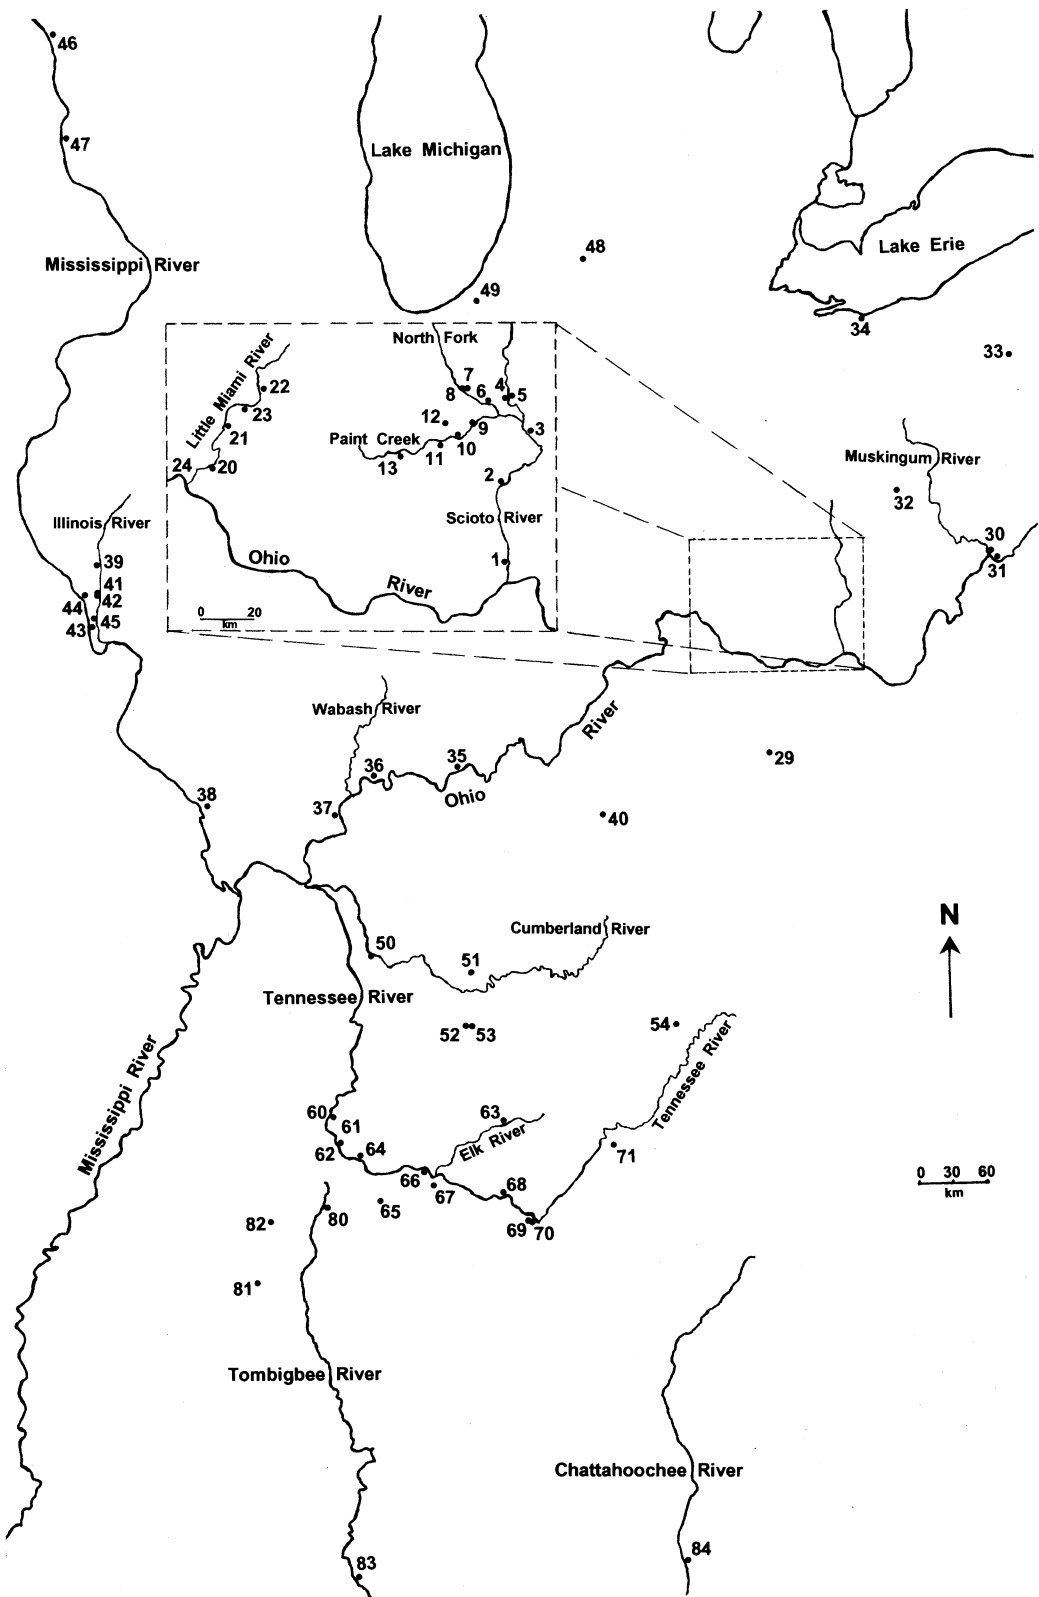 46
47
Lake Michigan
Mississippi River
48
49
Lake Erie
34
33
North Fork
Little Miami River
22
23
21
24
20
7
8
6
4
5
12
9
3
Paint Creek
10
11
13
2
Scioto River
1
Ohio
River
0 20
km
Muskingum River
32
30
31
Illinois River
39
41
42
44
45
43
Wabash River
36
35
River
29
Ohio
38
37
40
N
Cumberland River
50
51
Tennessee River
52
53
54
Tennessee River
Mississippi River
60
61
63
62
64
Elk River
71
66
67
68
65
69
70
80
82
81
0 30 60
km
Tombigbee River
Chattahoochee River
83
84